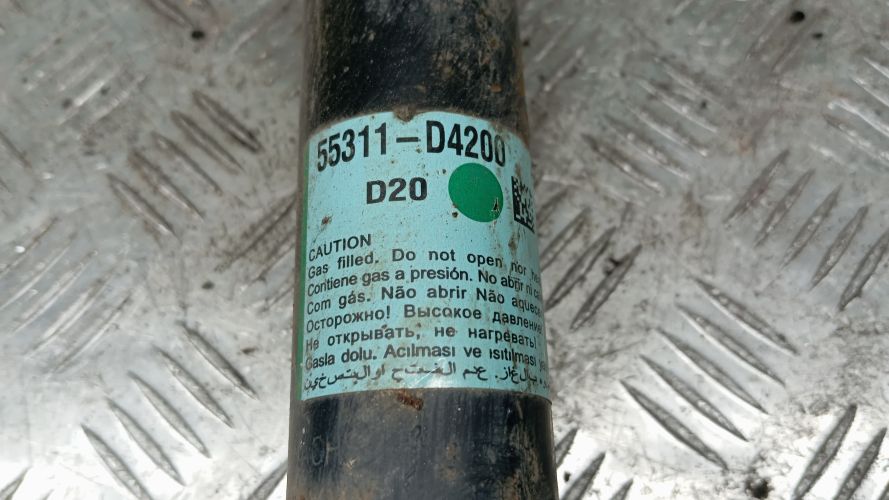 55311-D4200
D20
CAUTION
Gas filled. Do not open nor
Contiene gas a presión. No abrir ni
Com gás. Não abrir Não
Осторожно! Высокое давление
Не открывать, не нагревать!
Gasla dolu. Acılması ve ısıtılması